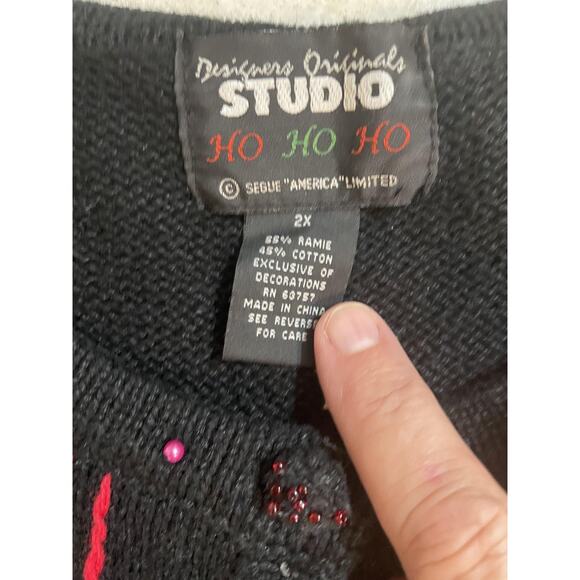 Designers Originals
STUDIO
HO HO HO
© SEGUE "AMERICA" LIMITED
2X
55% RAMIE
45% COTTON
EXCLUSIVE OF
DECORATIONS
RN 60757
MADE IN CHINA
SEE REVERSE
FOR CARE